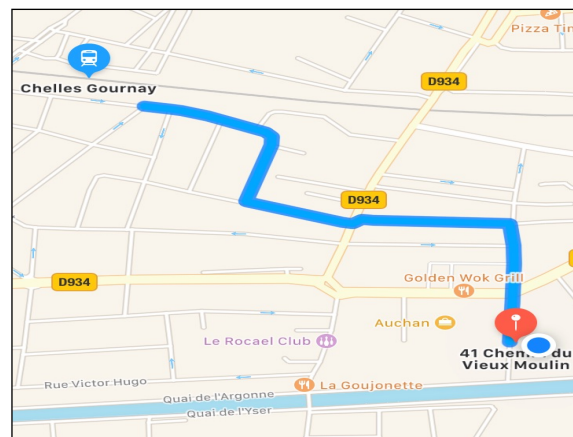 Pizza Tin
D934
Chelles Gournay
D934
Golden Wok Grill
D934
Auchan
Le Rocael Club
41 Chem du
Vieux Moulin
Rue Victor Hugo
La Goujonette
Quai de l'Argonne
Quai de l'Yser